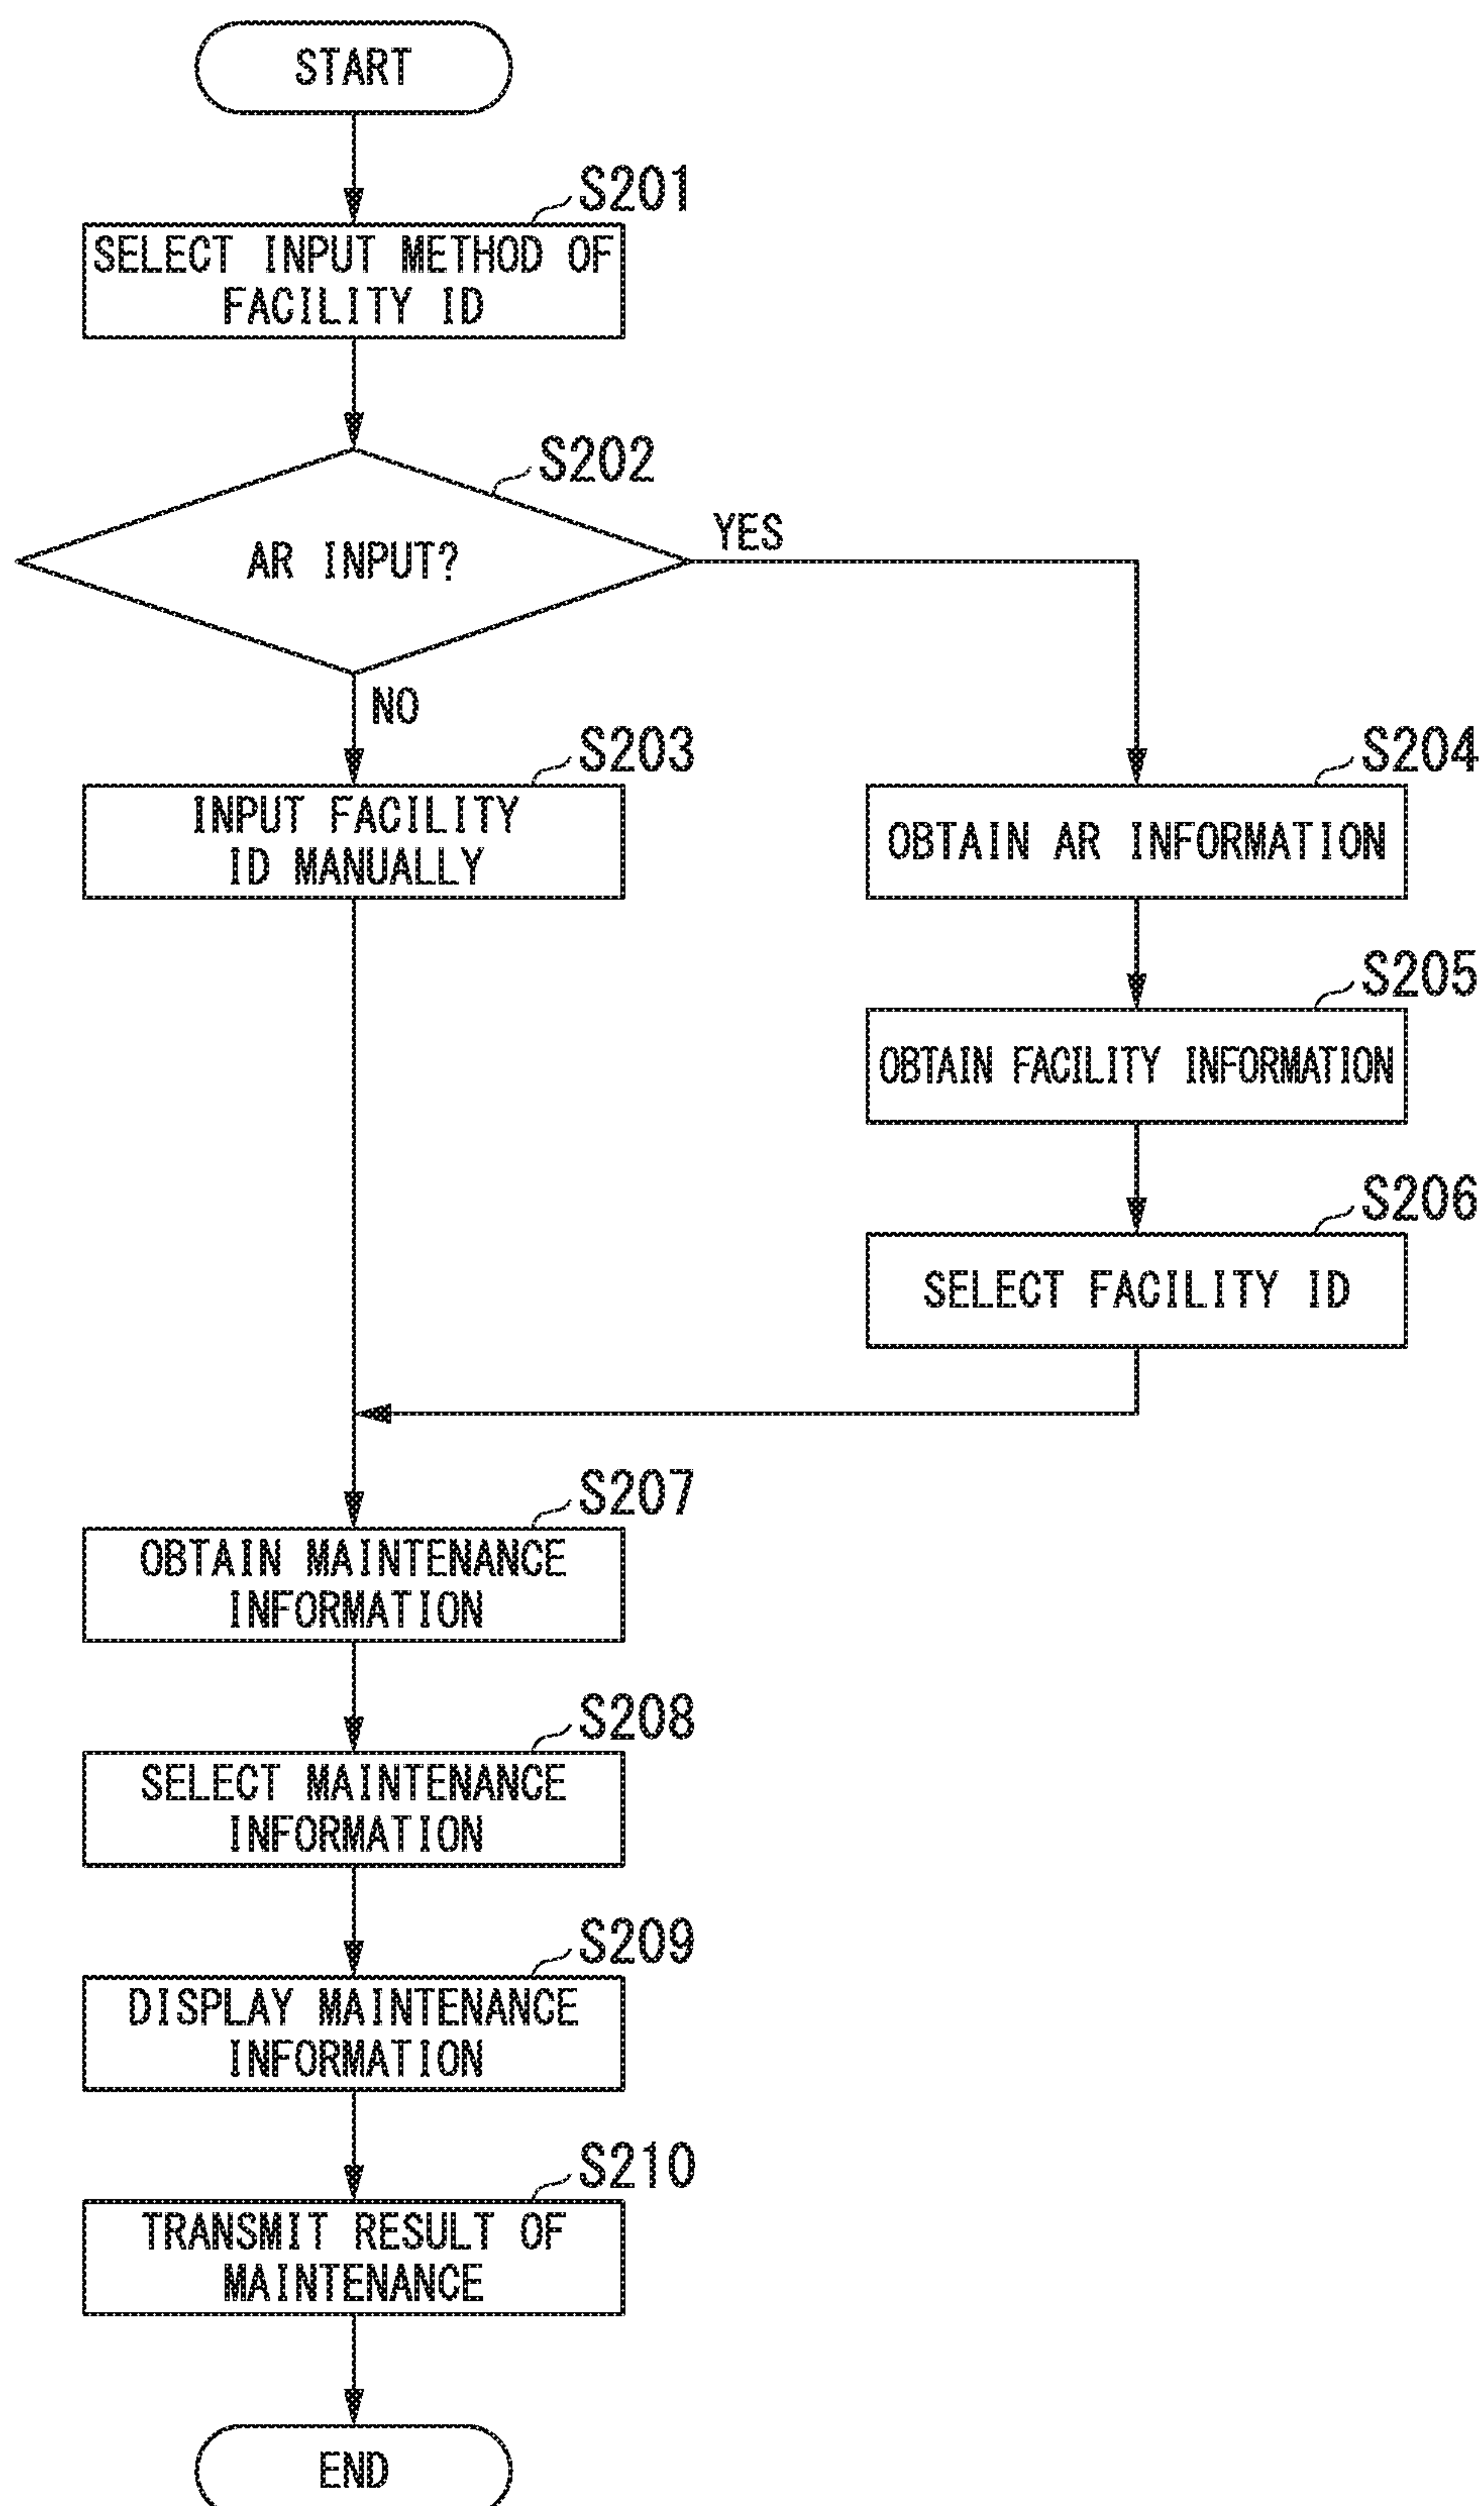 START
S201
SELECT INPUT METHOD OF
FACILITY ID
S202
AR INPUT?
YES
NO
S203
INPUT FACILITY
ID MANUALLY
S204
OBTAIN AR INFORMATION
S205
OBTAIN FACILITY INFORMATION
S206
SELECT FACILITY ID
S207
OBTAIN MAINTENANCE
INFORMATION
S208
SELECT MAINTENANCE
INFORMATION
S209
DISPLAY MAINTENANCE
INFORMATION
S210
TRANSMIT RESULT OF
MAINTENANCE
END